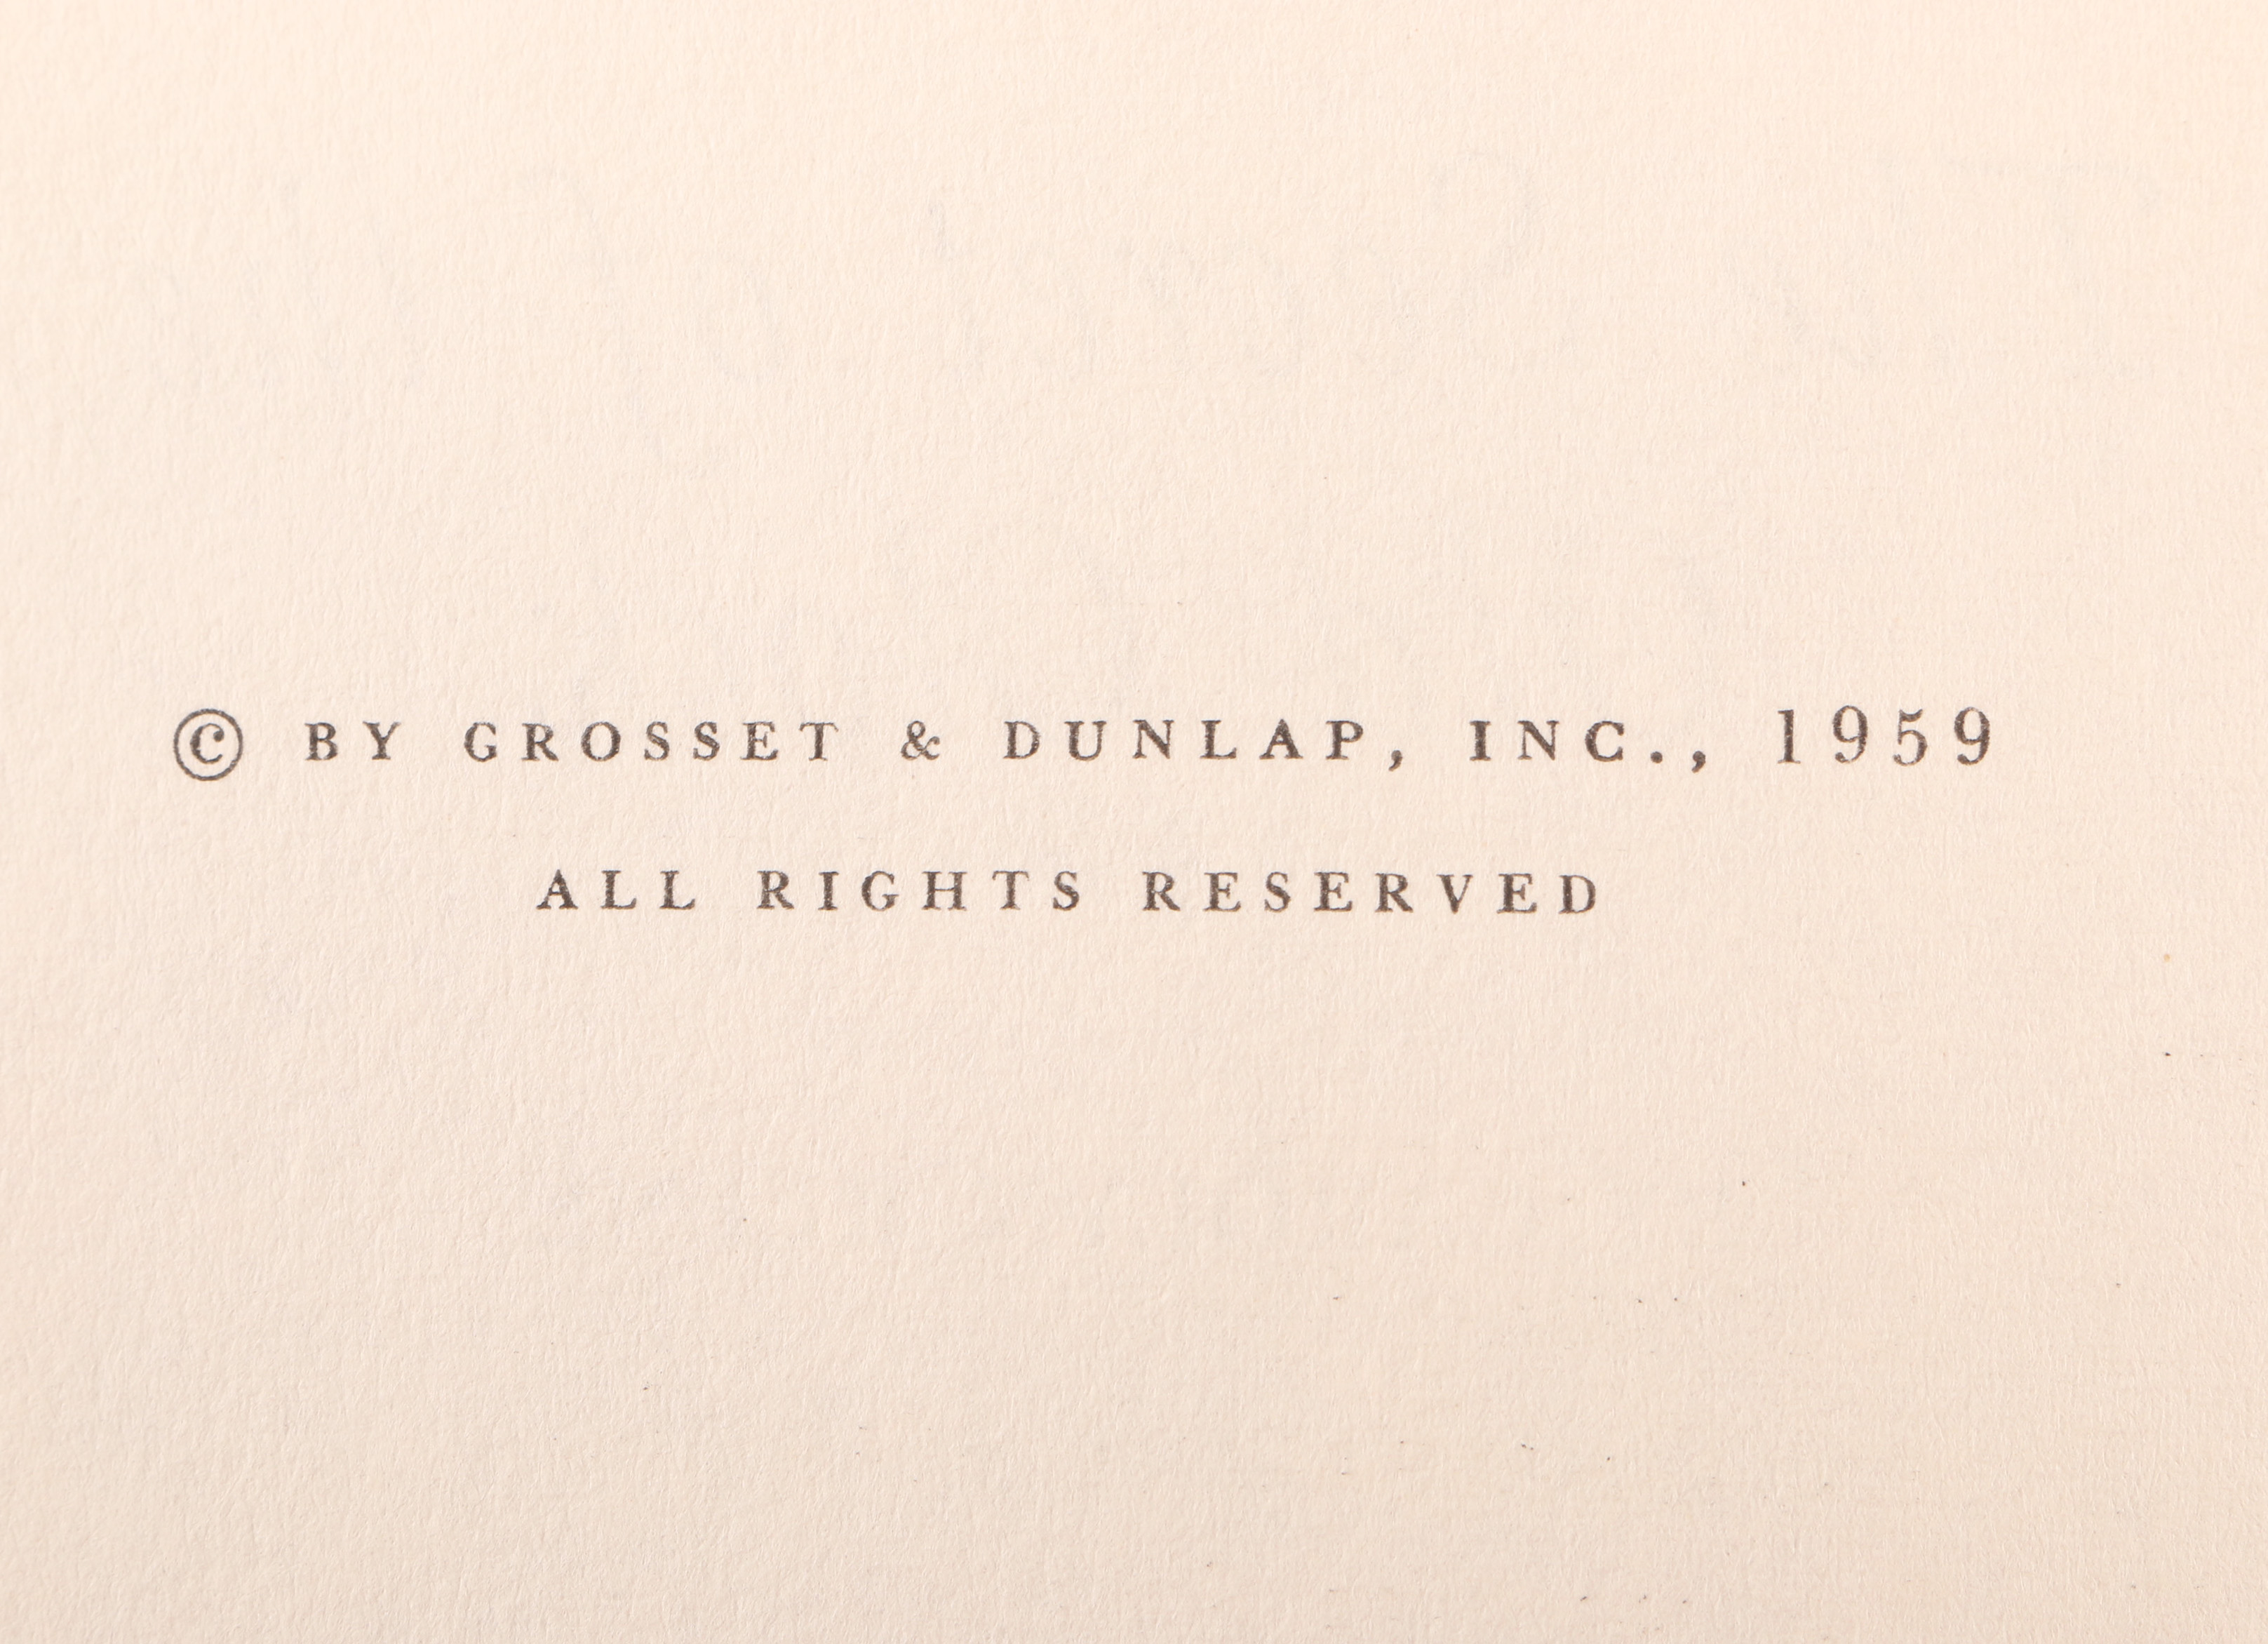 © BY GROSSET & DUNLAP, INC., 1959
ALL RIGHTS RESERVED